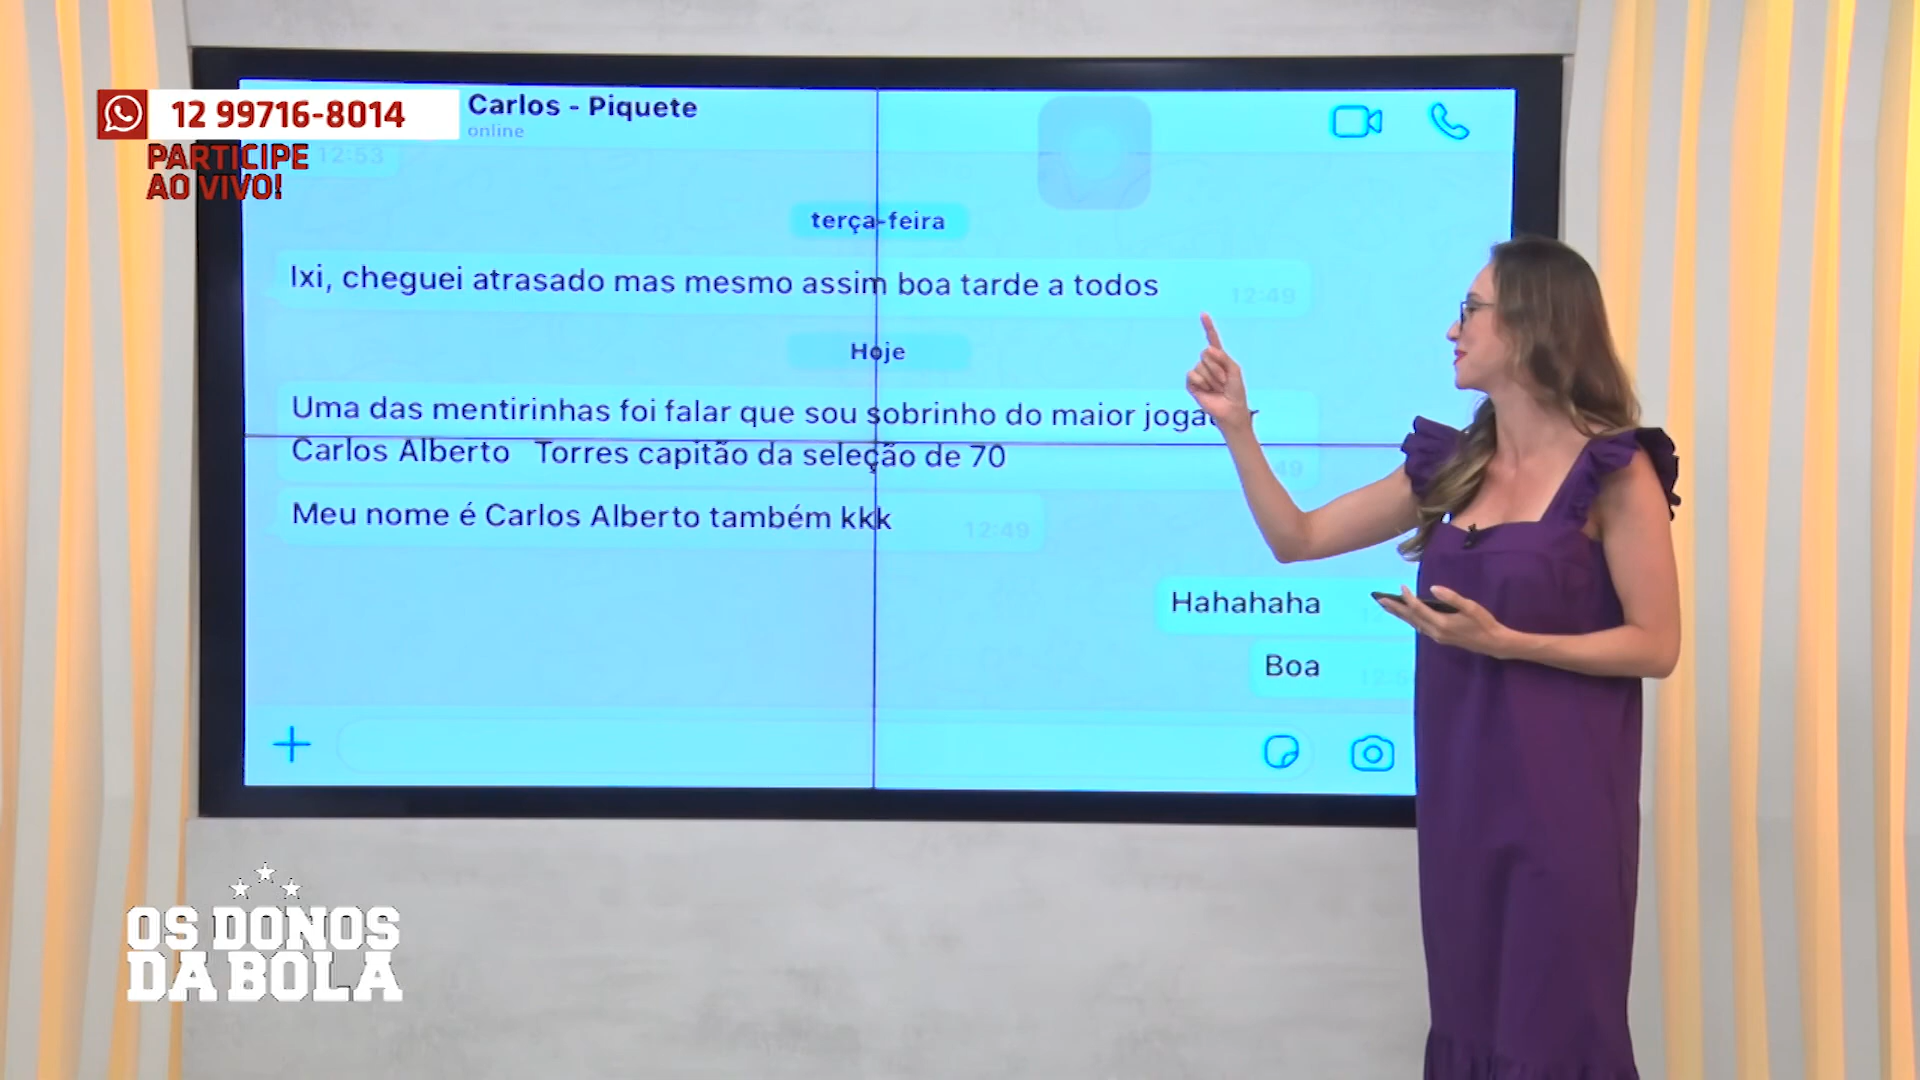 12 99716-8014
PARTICIPE
AO VIVO!
Carlos - Piquete
online
12:53
terça-feira
Ixi, cheguei atrasado mas mesmo assim boa tarde a todos
12:49
Hoje
Uma das mentirinhas foi falar que sou sobrinho do maior
Carlos Alberto Torres capitão da seleção de 70
Meu nome é Carlos Alberto também kkk
12:49
Hahahaha
Boa
OS DONOS
DA BOLA